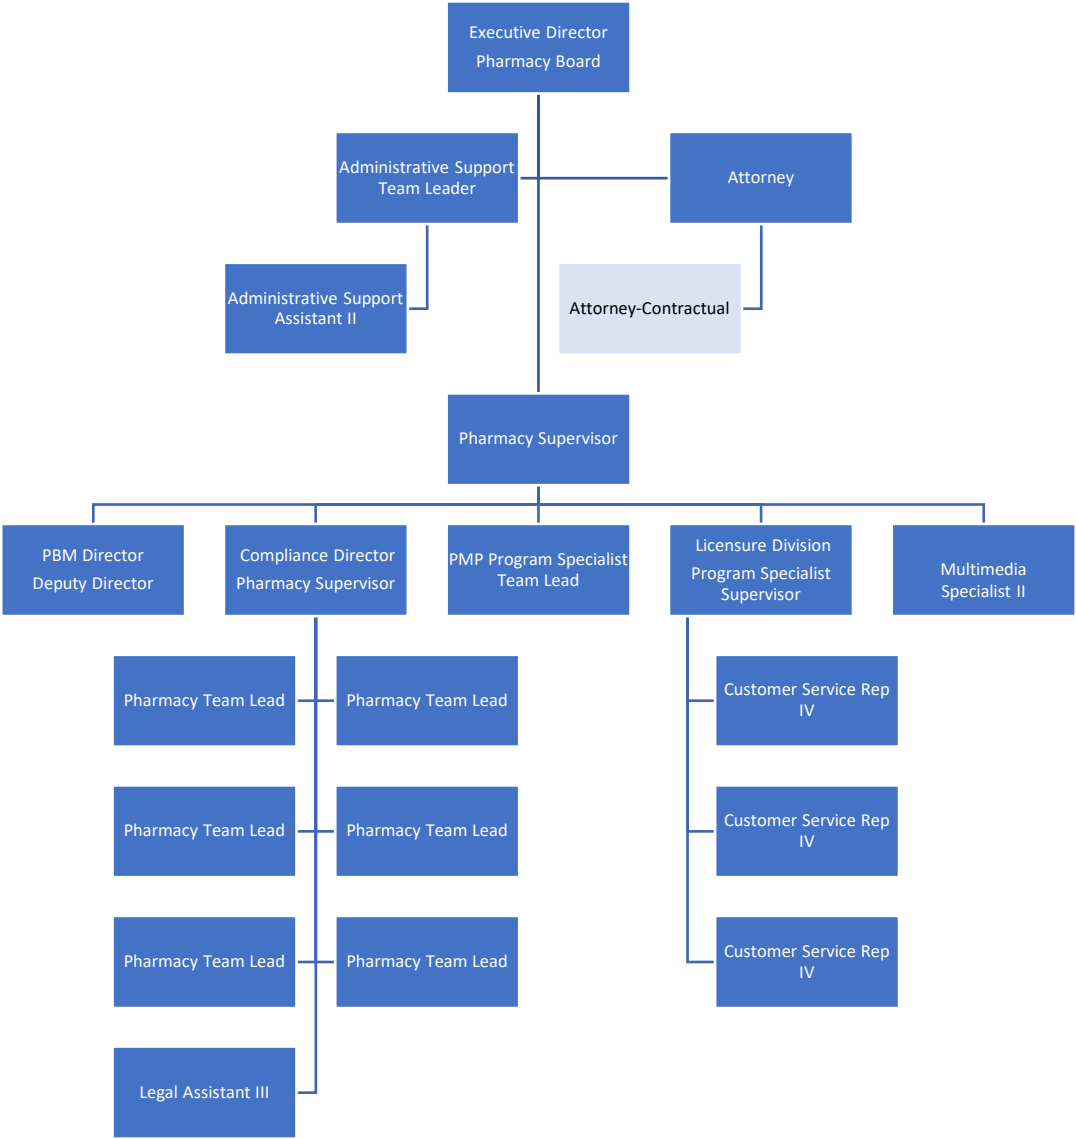 Executive Director
Pharmacy Board
Administrative Support
Team Leader
Attorney
Administrative Support
Assistant II
Attorney-Contractual
Pharmacy Supervisor
PBM Director
Deputy Director
Compliance Director
Pharmacy Supervisor
PMP Program Specialist
Team Lead
Licensure Division
Program Specialist
Supervisor
Multimedia
Specialist II
Pharmacy Team Lead
Pharmacy Team Lead
Customer Service Rep
IV
Pharmacy Team Lead
Pharmacy Team Lead
Customer Service Rep
IV
Pharmacy Team Lead
Pharmacy Team Lead
Customer Service Rep
IV
Legal Assistant III